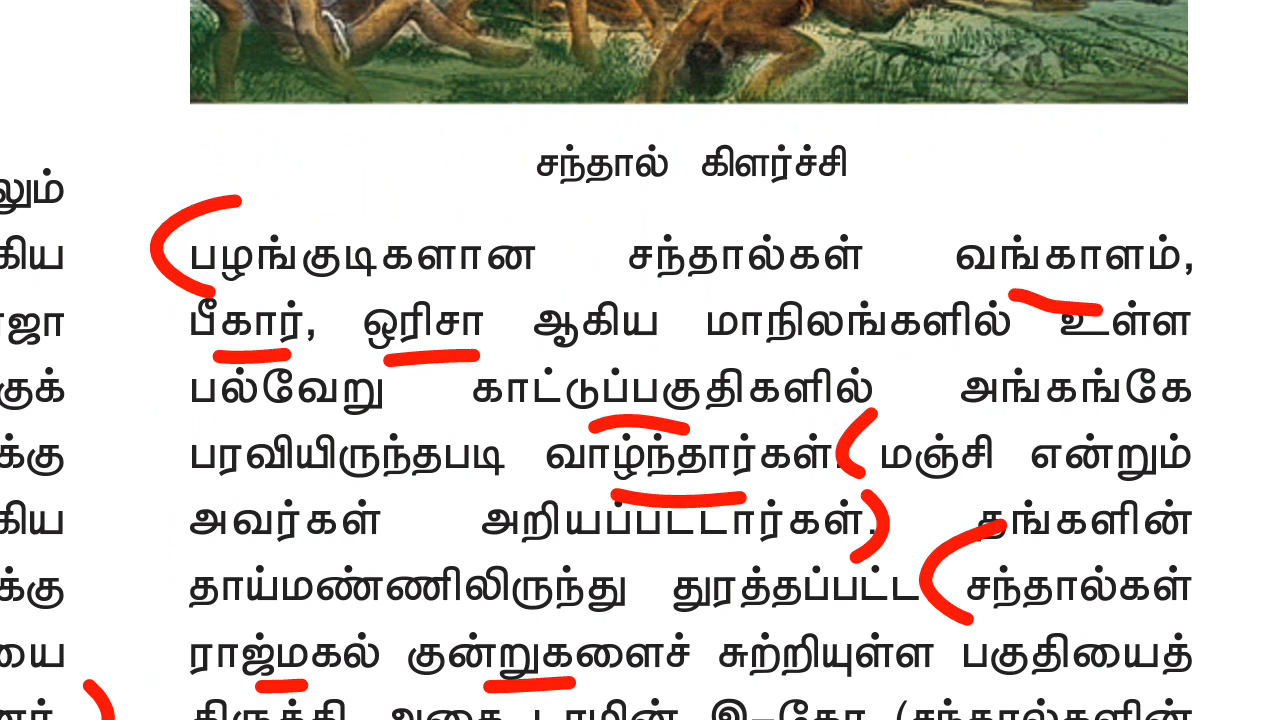 சந்தால் கிளர்ச்சி
லும்
கிய
ஜா
குக்
க்கு
கிய
க்கு
யை
பழங்குடிகளான சந்தால்கள் வங்காளம்,
பீகார், ஒரிசா ஆகிய மாநிலங்களில் உள்ள
பல்வேறு காட்டுப்பகுதிகளில் அங்கங்கே
பரவியிருந்தபடி வாழ்ந்தார்கள். மஞ்சி என்றும்
அவர்கள் அறியப்பட்டார்கள். தங்களின்
தாய்மண்ணிலிருந்து துரத்தப்பட்ட சந்தால்கள்
ராஜ்மகல் குன்றுகளைச் சுற்றியுள்ள பகுதியைத்